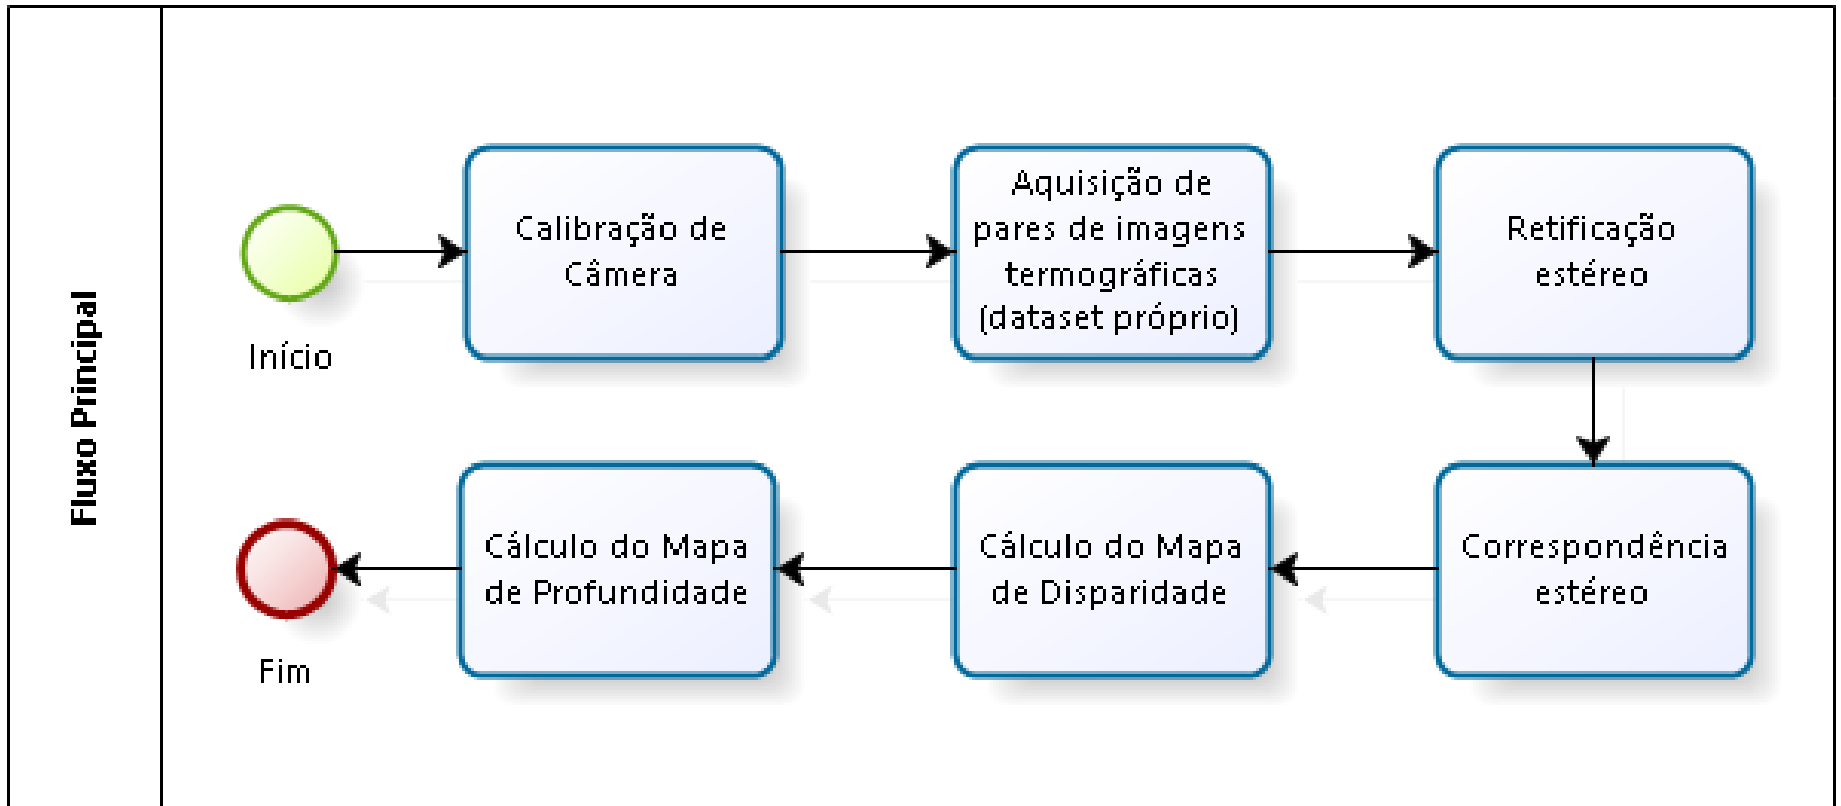 Fluxo Principal
Início
Calibração de
Câmera
Aquisição de
pares de imagens
termográficas
(dataset próprio)
Retificação
estéreo
Correspondência
estéreo
Cálculo do Mapa
de Disparidade
Cálculo do Mapa
de Profundidade
Fim